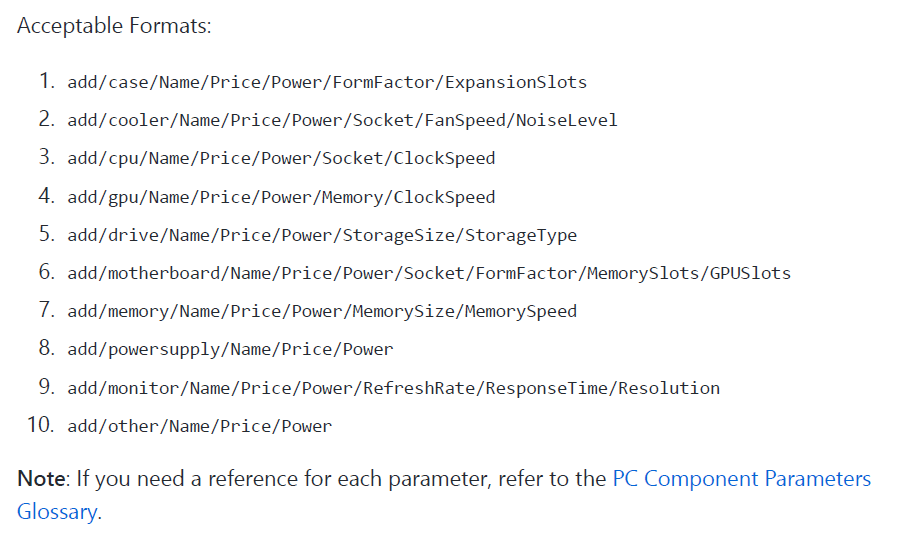 Acceptable Formats:
1. add/case/Name/Price/Power/FormFactor/ExpansionSlots
2. add/cooler/Name/Price/Power/Socket/FanSpeed/NoiseLevel
3. add/cpu/Name/Price/Power/Socket/ClockSpeed
4. add/gpu/Name/Price/Power/Memory/ClockSpeed
5. add/drive/Name/Price/Power/StorageSize/StorageType
6. add/motherboard/Name/Price/Power/Socket/FormFactor/MemorySlots/GPUSlots
7. add/memory/Name/Price/Power/MemorySize/MemorySpeed
8. add/powersupply/Name/Price/Power
9. add/monitor/Name/Price/Power/RefreshRate/ResponseTime/Resolution
10. add/other/Name/Price/Power
Note: If you need a reference for each parameter, refer to the PC Component Parameters
Glossary.